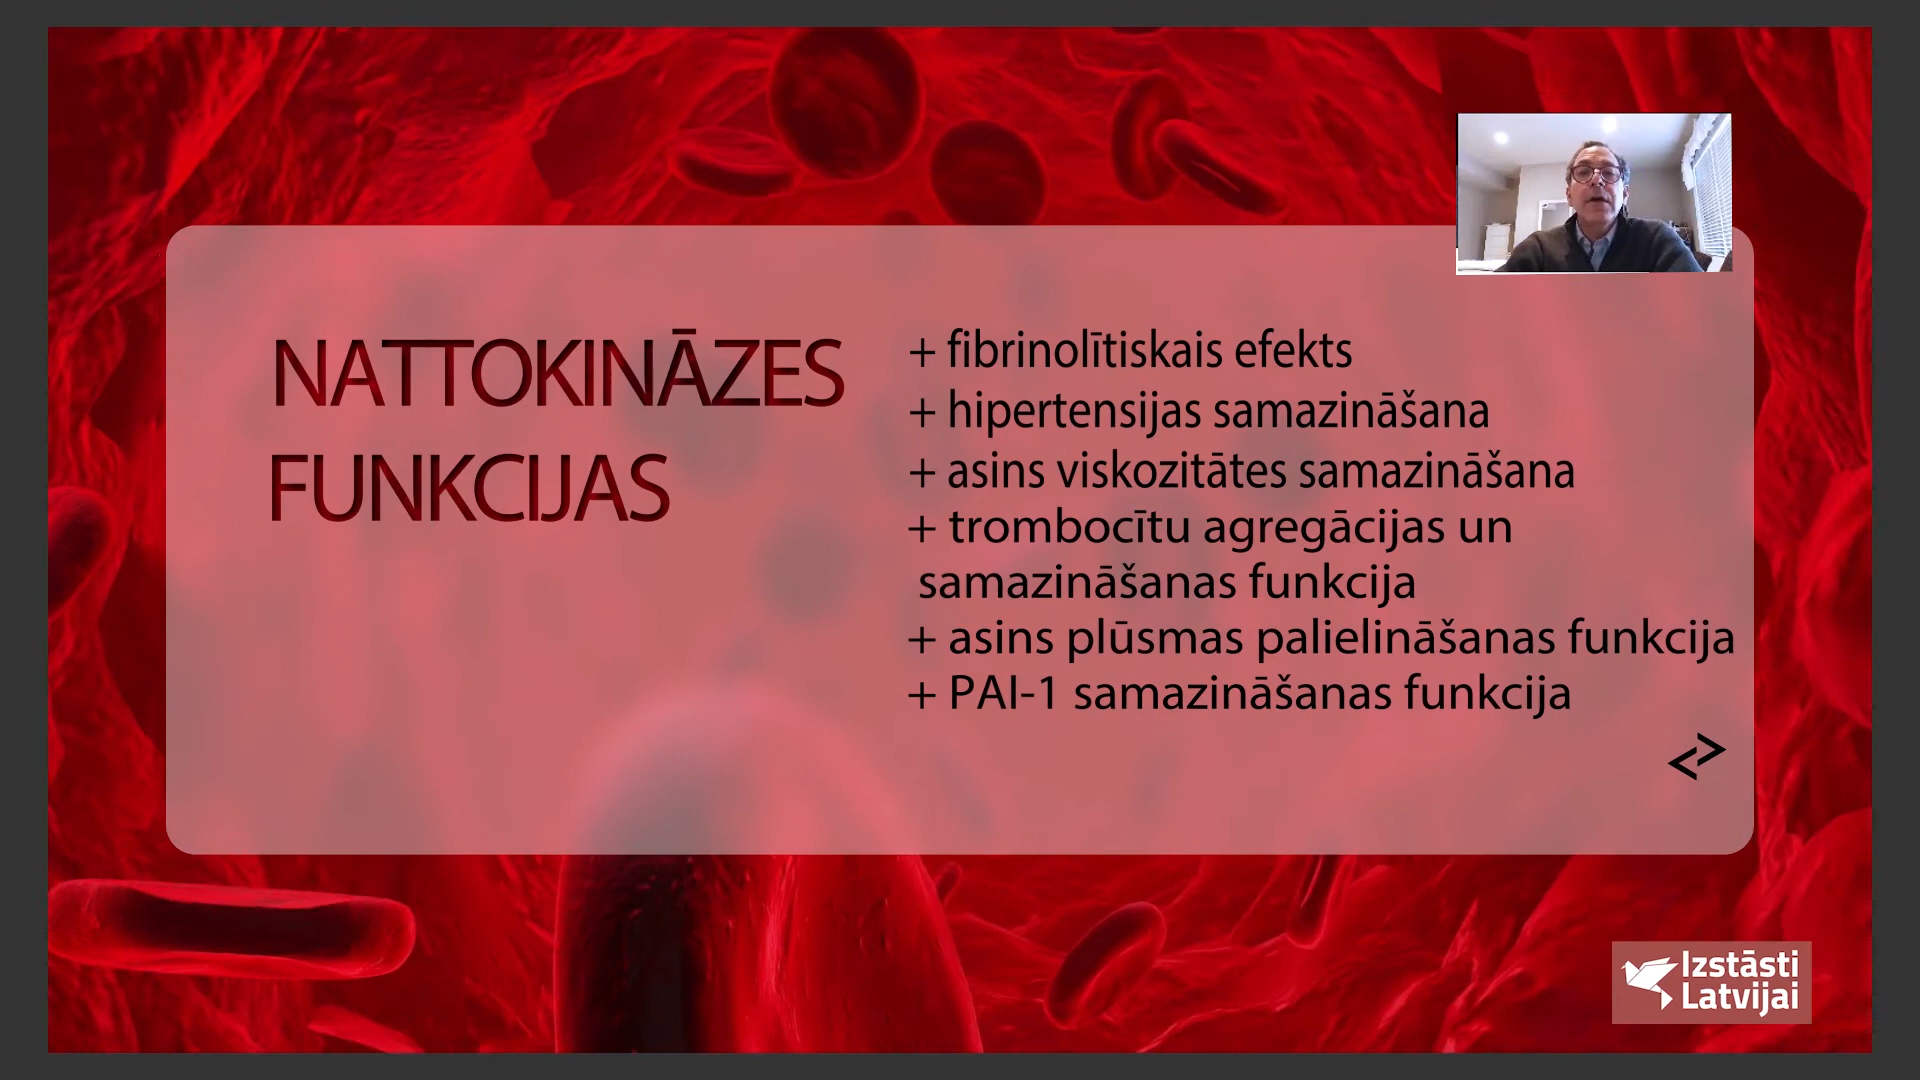 NATTOKINĀZES
FUNKCIJAS
+ fibrinolītiskais efekts
+ hipertensijas samazināšana
+ asins viskozitātes samazināšana
+ trombocītu agregācijas un
samazināšanas funkcija
+ asins plūsmas palielināšanas funkcija
+ PAI-1 samazināšanas funkcija
Izstāsti
Latvijai